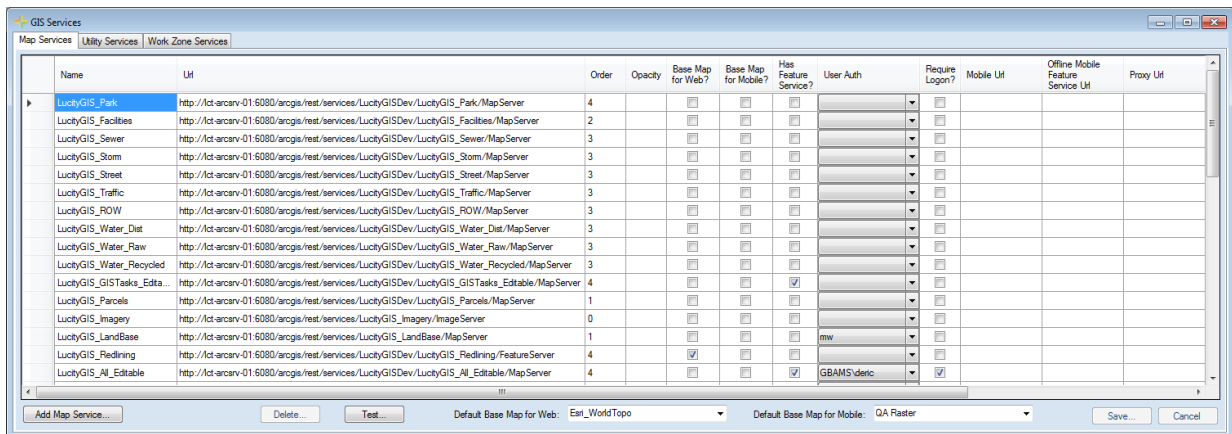 GIS Services
Map Services Utility Services Work Zone Services
Name Url Order Opacity Base Map for Web? Base Map for Mobile? Has Feature Service? User Auth Require Logon? Mobile Url Offline Mobile Feature Service Url Proxy Url
LucityGIS_Park http://lct-arcsrv-01:6080/arcgis/rest/services/LucityGISDev/LucityGIS_Park/MapServer 4
LucityGIS_Facilities http://lct-arcsrv-01:6080/arcgis/rest/services/LucityGISDev/LucityGIS_Facilities/MapServer 2
LucityGIS_Sewer http://lct-arcsrv-01:6080/arcgis/rest/services/LucityGISDev/LucityGIS_Sewer/MapServer 3
LucityGIS_Storm http://lct-arcsrv-01:6080/arcgis/rest/services/LucityGISDev/LucityGIS_Storm/MapServer 3
LucityGIS_Street http://lct-arcsrv-01:6080/arcgis/rest/services/LucityGISDev/LucityGIS_Street/MapServer 3
LucityGIS_Traffic http://lct-arcsrv-01:6080/arcgis/rest/services/LucityGISDev/LucityGIS_Traffic/MapServer 3
LucityGIS_ROW http://lct-arcsrv-01:6080/arcgis/rest/services/LucityGISDev/LucityGIS_ROW/MapServer 3
LucityGIS_Water_Dist http://lct-arcsrv-01:6080/arcgis/rest/services/LucityGISDev/LucityGIS_Water_Dist/MapServer 3
LucityGIS_Water_Raw http://lct-arcsrv-01:6080/arcgis/rest/services/LucityGISDev/LucityGIS_Water_Raw/MapServer 3
LucityGIS_Water_Recycled http://lct-arcsrv-01:6080/arcgis/rest/services/LucityGISDev/LucityGIS_Water_Recycled/MapServer 3
LucityGIS_GISTasks_Edita... http://lct-arcsrv-01:6080/arcgis/rest/services/LucityGISDev/LucityGIS_GISTasks_Editable/MapServer 4
LucityGIS_Parcels http://lct-arcsrv-01:6080/arcgis/rest/services/LucityGISDev/LucityGIS_Parcels/MapServer 1
LucityGIS_Imagery http://lct-arcsrv-01:6080/arcgis/rest/services/LucityGIS_Imagery/ImageServer 0
LucityGIS_LandBase http://lct-arcsrv-01:6080/arcgis/rest/services/LucityGIS_LandBase/MapServer 1 mw
LucityGIS_Redlining http://lct-arcsrv-01:6080/arcgis/rest/services/LucityGISDev/LucityGIS_Redlining/FeatureServer 4
LucityGIS_All_Editable http://lct-arcsrv-01:6080/arcgis/rest/services/LucityGISDev/LucityGIS_All_Editable/MapServer 4 GBAMS\deric
Add Map Service... Delete... Test... Default Base Map for Web: Esri_WorldTopo Default Base Map for Mobile: QA Raster Save... Cancel